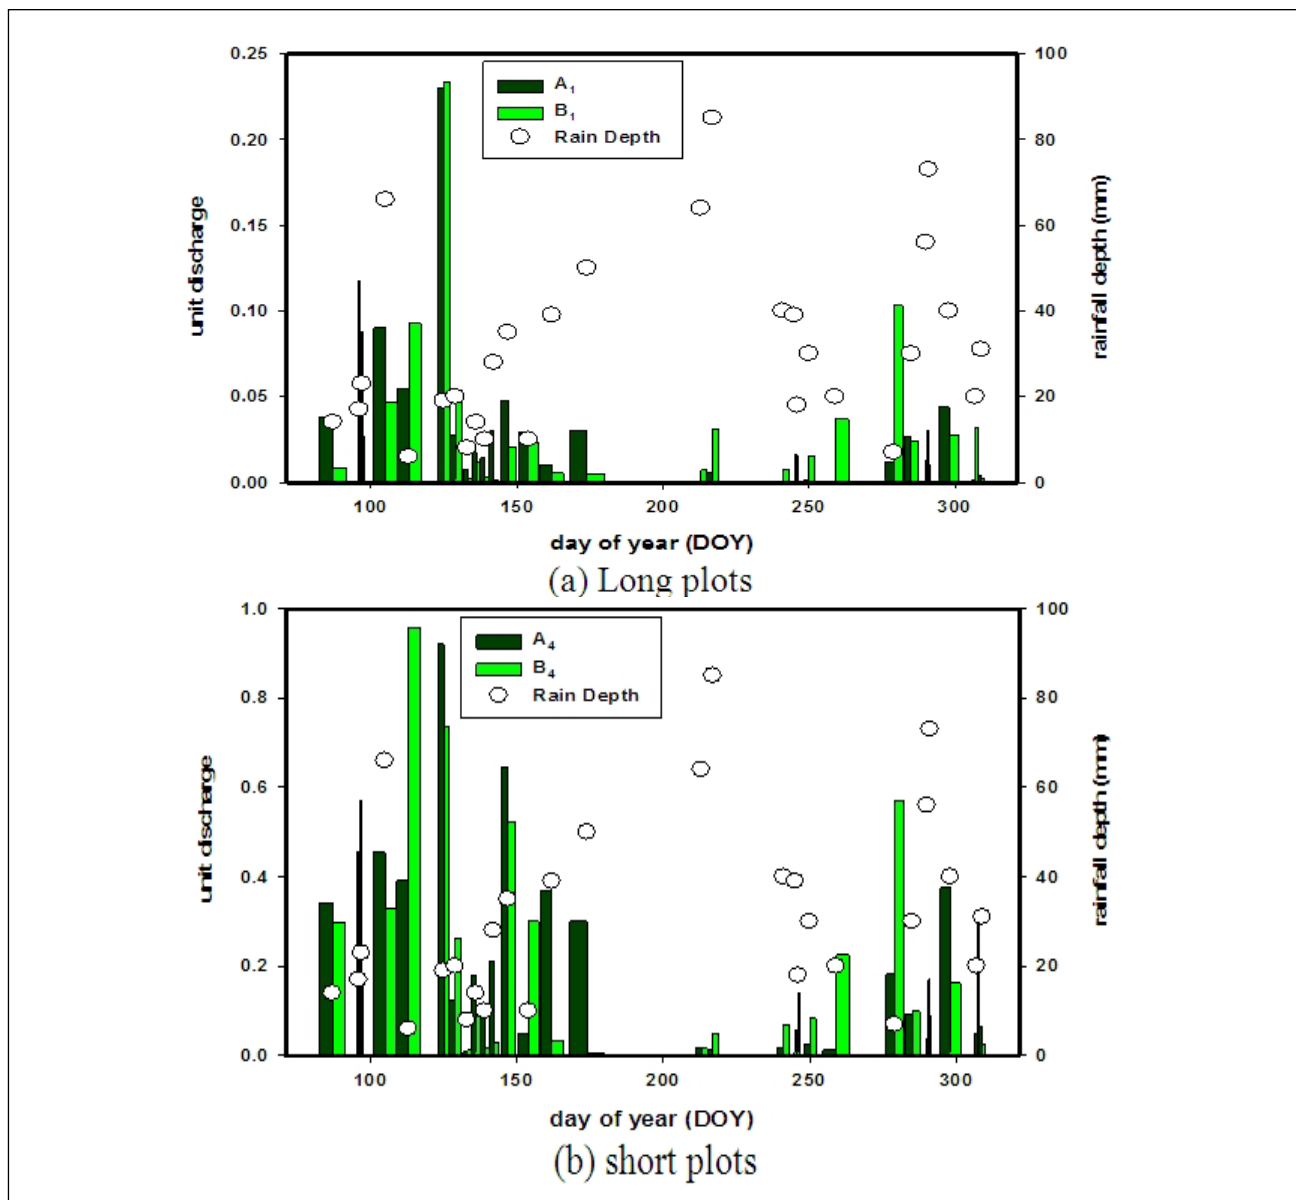 0.25
0.20
0.15
0.10
0.05
0.00
unit discharge
A1
B1
Rain Depth
100
80
60
40
20
0
rainfall depth (mm)
100 150 200 250 300
day of year (DOY)
(a) Long plots
1.0
0.8
0.6
0.4
0.2
0.0
unit discharge
A4
B4
Rain Depth
100
80
60
40
20
0
rainfall depth (mm)
100 150 200 250 300
day of year (DOY)
(b) short plots